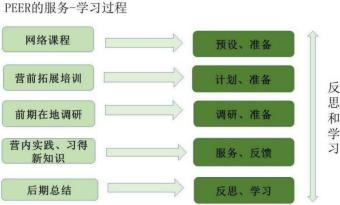 PEER的服务-学习过程
网络课程
预设、准备
营前拓展培训
计划、准备
前期在地调研
调研、准备
营内实践、习得
新知识
服务、反馈
后期总结
反思、学习
反思和学习